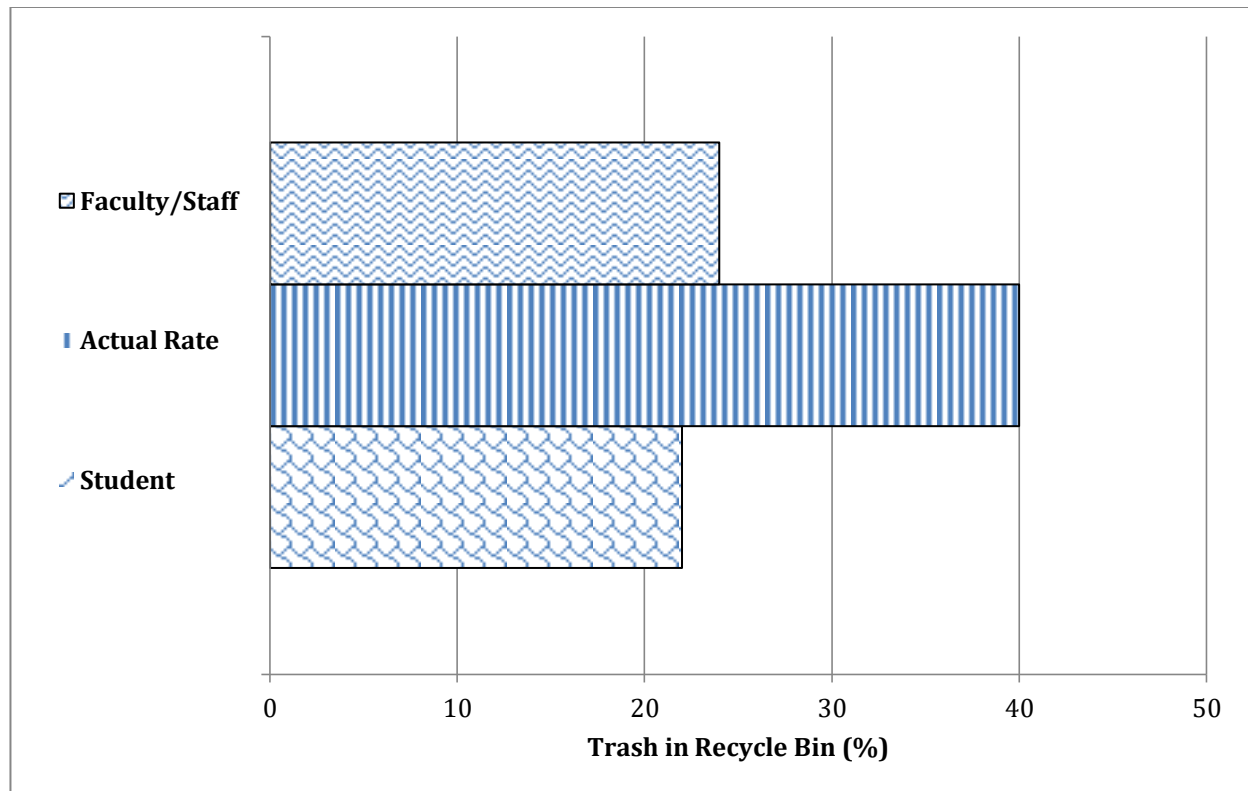 Faculty/Staff
Actual Rate
Student
0 10 20 30 40 50
Trash in Recycle Bin (%)